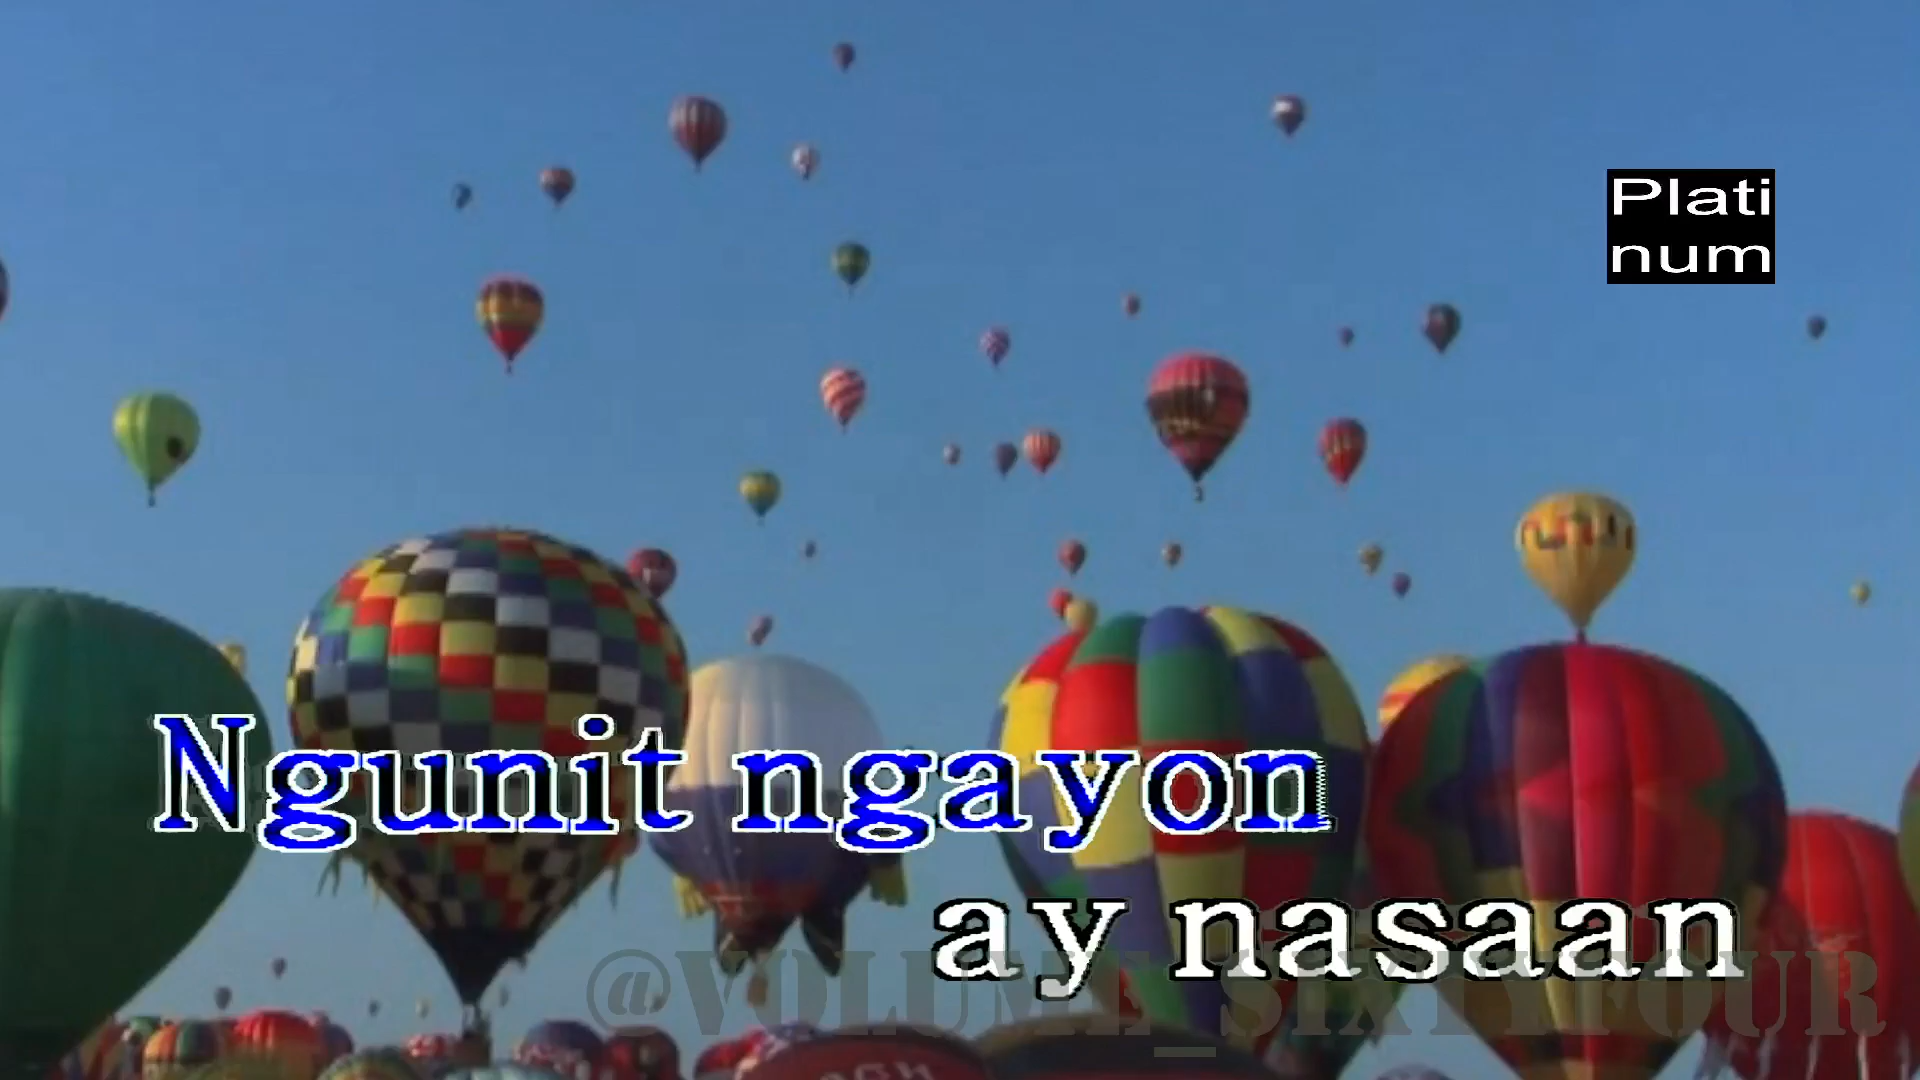 Plati
num
Ngunit ngayon
ay nasaan
@VOLUME_SIXTYFOUR